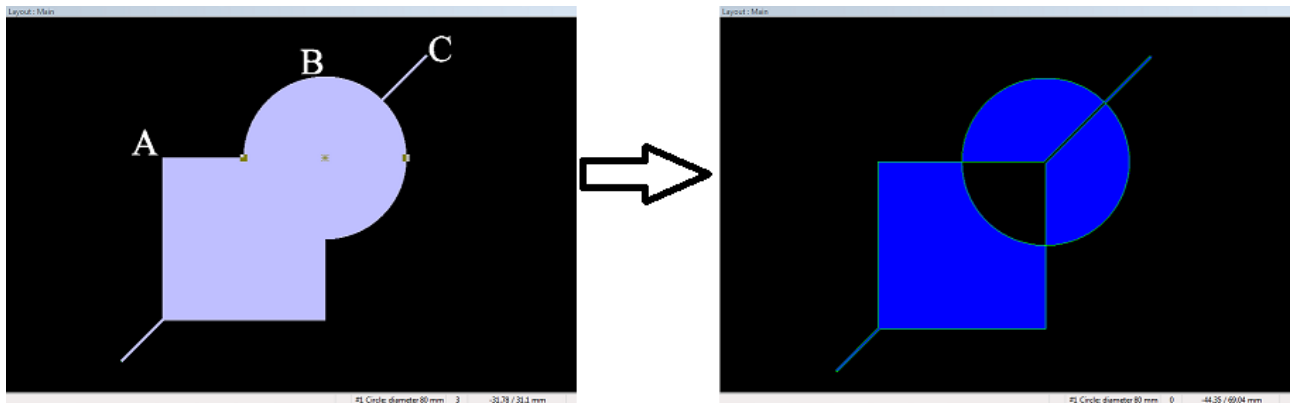 Layout : Main
A
B
C
#1 Circle: diameter 80 mm 3 -31.78 / 31.1 mm
Layout : Main
#1 Circle: diameter 80 mm 0 -44.35 / 69.04 mm